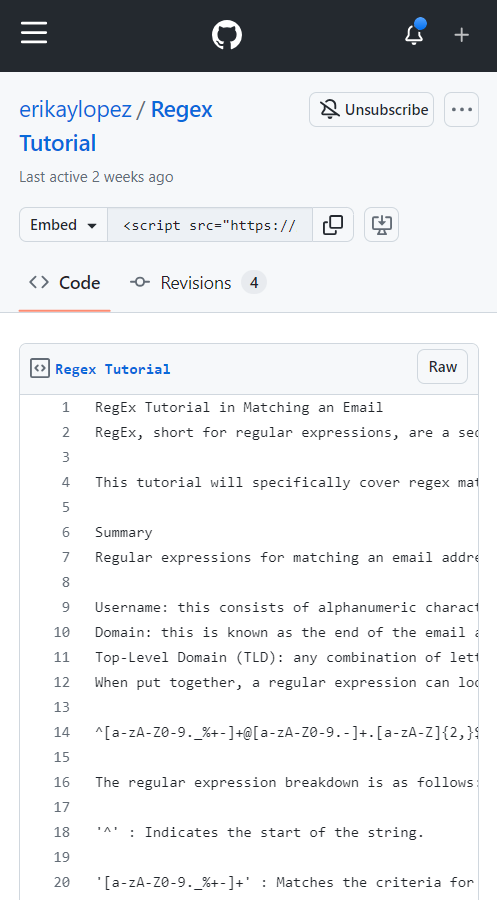 erikaylopez / Regex
Tutorial
Unsubscribe
Last active 2 weeks ago
Embed <script src="https://
Code Revisions 4
Regex Tutorial Raw
1 RegEx Tutorial in Matching an Email
2 RegEx, short for regular expressions, are a sec
3
4 This tutorial will specifically cover regex mat
5
6 Summary
7 Regular expressions for matching an email addre
8
9 Username: this consists of alphanumeric charact
10 Domain: this is known as the end of the email a
11 Top-Level Domain (TLD): any combination of lett
12 When put together, a regular expression can loo
13
14 ^[a-zA-Z0-9._%+-]+@[a-zA-Z0-9.-]+.[a-zA-Z]{2,}$
15
16 The regular expression breakdown is as follows:
17
18 '^' : Indicates the start of the string.
19
20 '[a-zA-Z0-9._%+-]+' : Matches the criteria for